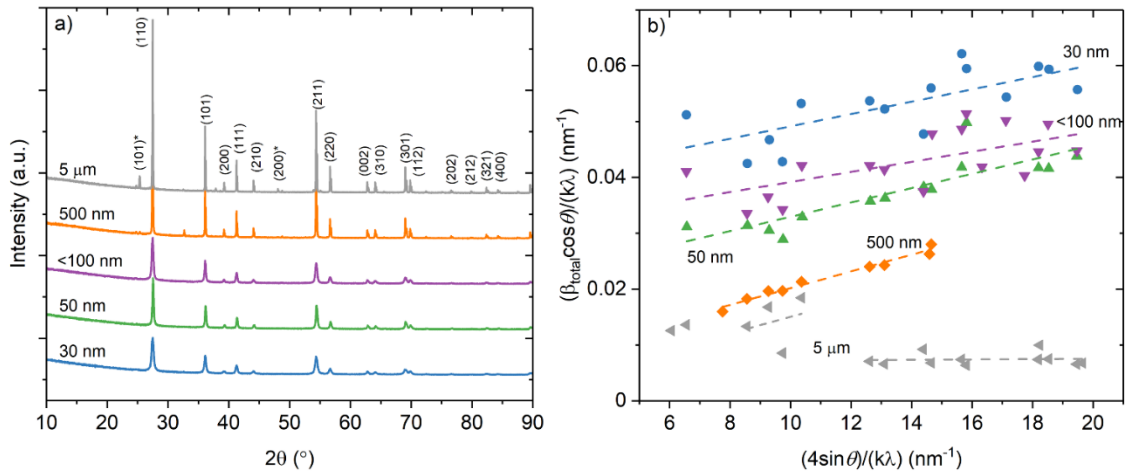 a)
Intensity (a.u.)
(110)
(101)*
(101)
(200)
(111)
(210)
(200)*
(211)
(220)
(002)
(310)
(301)
(112)
(202)
(212)
(321)
(400)
5 μm
500 nm
<100 nm
50 nm
30 nm
10 20 30 40 50 60 70 80 90
2θ (°)
b)
(βtotalcosθ)/(kλ) (nm⁻¹)
0.06
0.04
0.02
0
30 nm
<100 nm
50 nm
500 nm
5 μm
6 8 10 12 14 16 18 20
(4sinθ)/(kλ) (nm⁻¹)